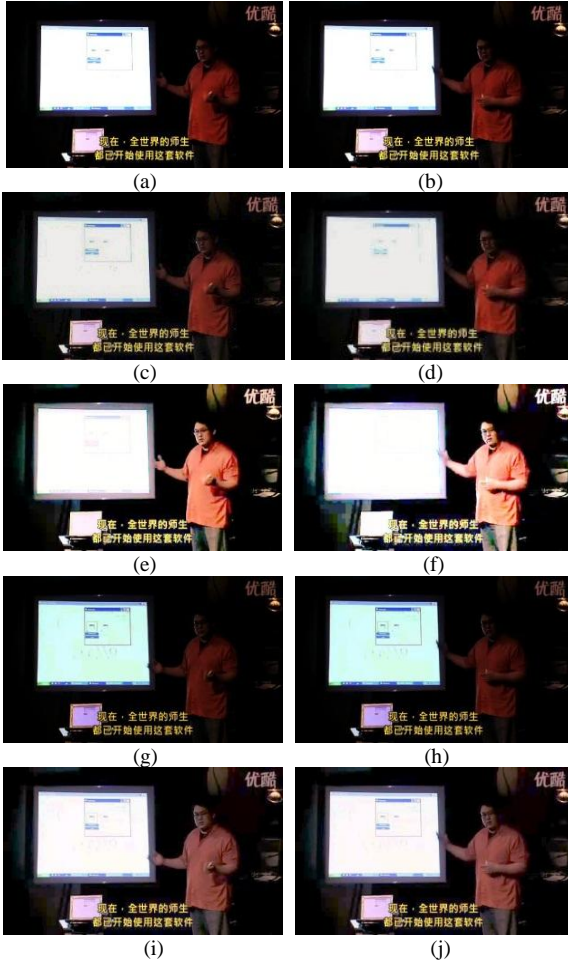 优酷
优酷
现在，全世界的师生
都已开始使用这套软件
现在，全世界的师生
都已开始使用这套软件
(a)
(b)
优酷
优酷
现在，全世界的师生
都已开始使用这套软件
现在，全世界的师生
都已开始使用这套软件
(c)
(d)
优酷
优酷
现在，全世界的师生
都已开始使用这套软件
现在，全世界的师生
都已开始使用这套软件
(e)
(f)
优酷
优酷
现在，全世界的师生
都已开始使用这套软件
现在，全世界的师生
都已开始使用这套软件
(g)
(h)
优酷
优酷
现在，全世界的师生
都已开始使用这套软件
现在，全世界的师生
都已开始使用这套软件
(i)
(j)